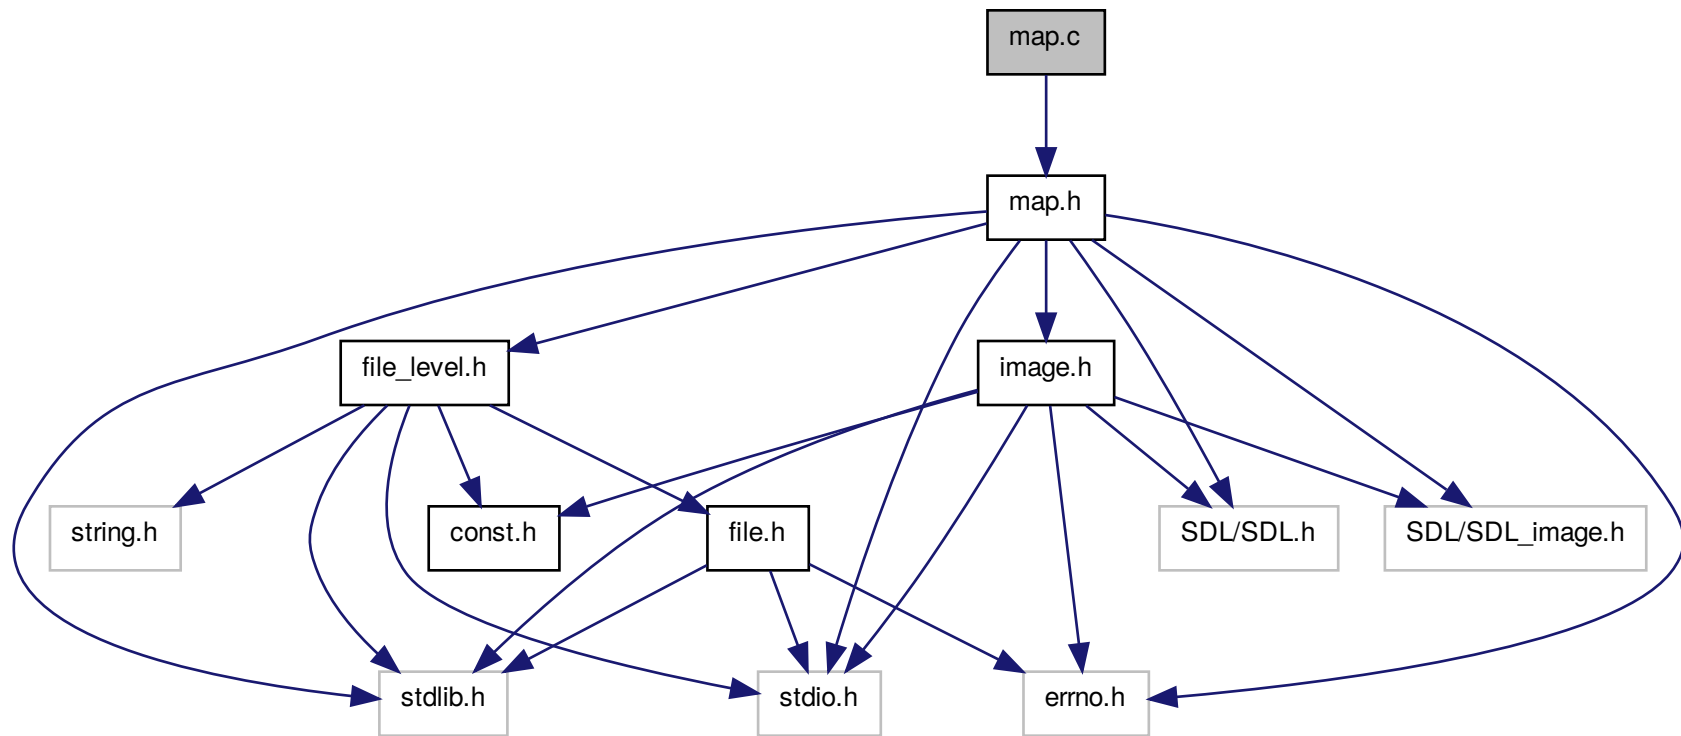 map.c
map.h
file_level.h
image.h
string.h
const.h
file.h
SDL/SDL.h
SDL/SDL_image.h
stdlib.h
stdio.h
errno.h